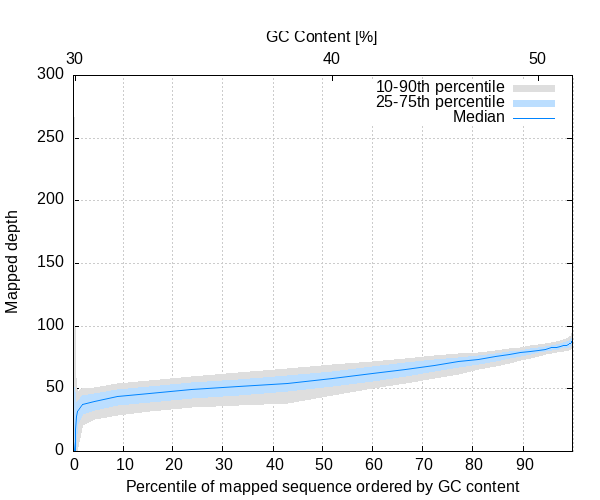 GC Content [%]
30 40 50
300
250
200
150
100
50
0
10-90th percentile
25-75th percentile
Median
Mapped depth
0 10 20 30 40 50 60 70 80 90
Percentile of mapped sequence ordered by GC content